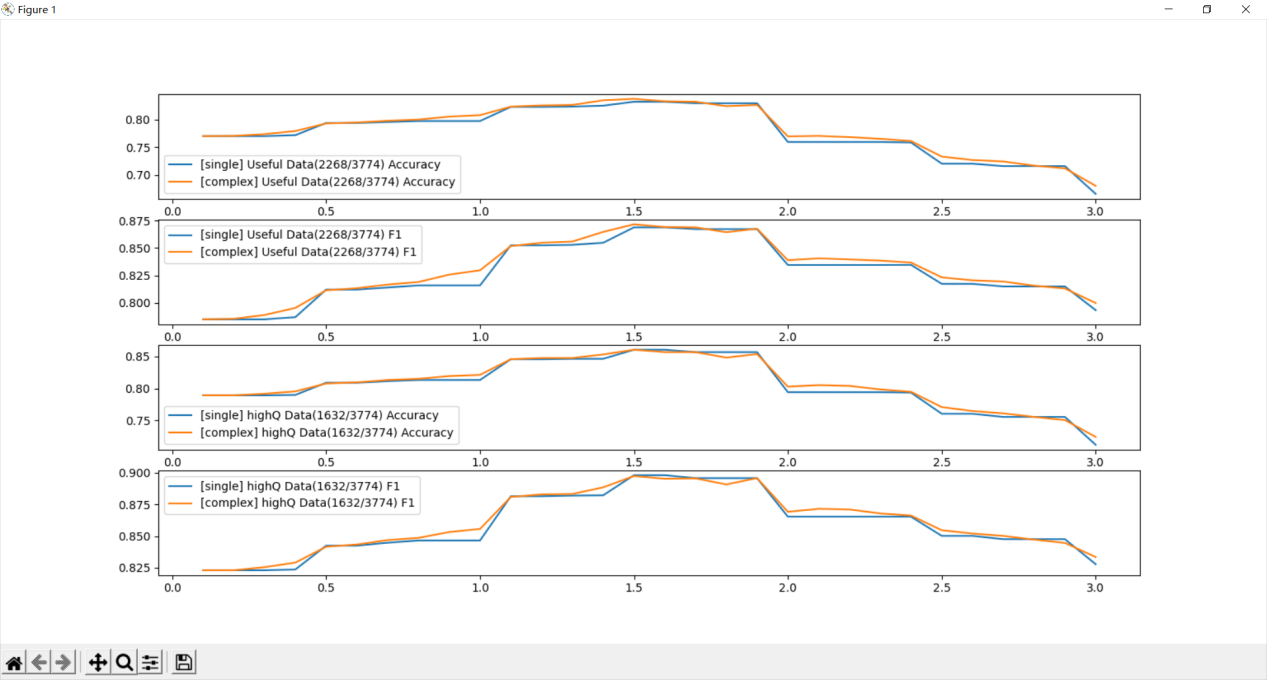 Figure 1
0.80
0.75
0.70
[single] Useful Data(2268/3774) Accuracy
[complex] Useful Data(2268/3774) Accuracy
0.0 0.5 1.0 1.5 2.0 2.5 3.0
0.875
0.850
0.825
0.800
[single] Useful Data(2268/3774) F1
[complex] Useful Data(2268/3774) F1
0.0 0.5 1.0 1.5 2.0 2.5 3.0
0.85
0.80
0.75
[single] highQ Data(1632/3774) Accuracy
[complex] highQ Data(1632/3774) Accuracy
0.0 0.5 1.0 1.5 2.0 2.5 3.0
0.900
0.875
0.850
0.825
[single] highQ Data(1632/3774) F1
[complex] highQ Data(1632/3774) F1
0.0 0.5 1.0 1.5 2.0 2.5 3.0